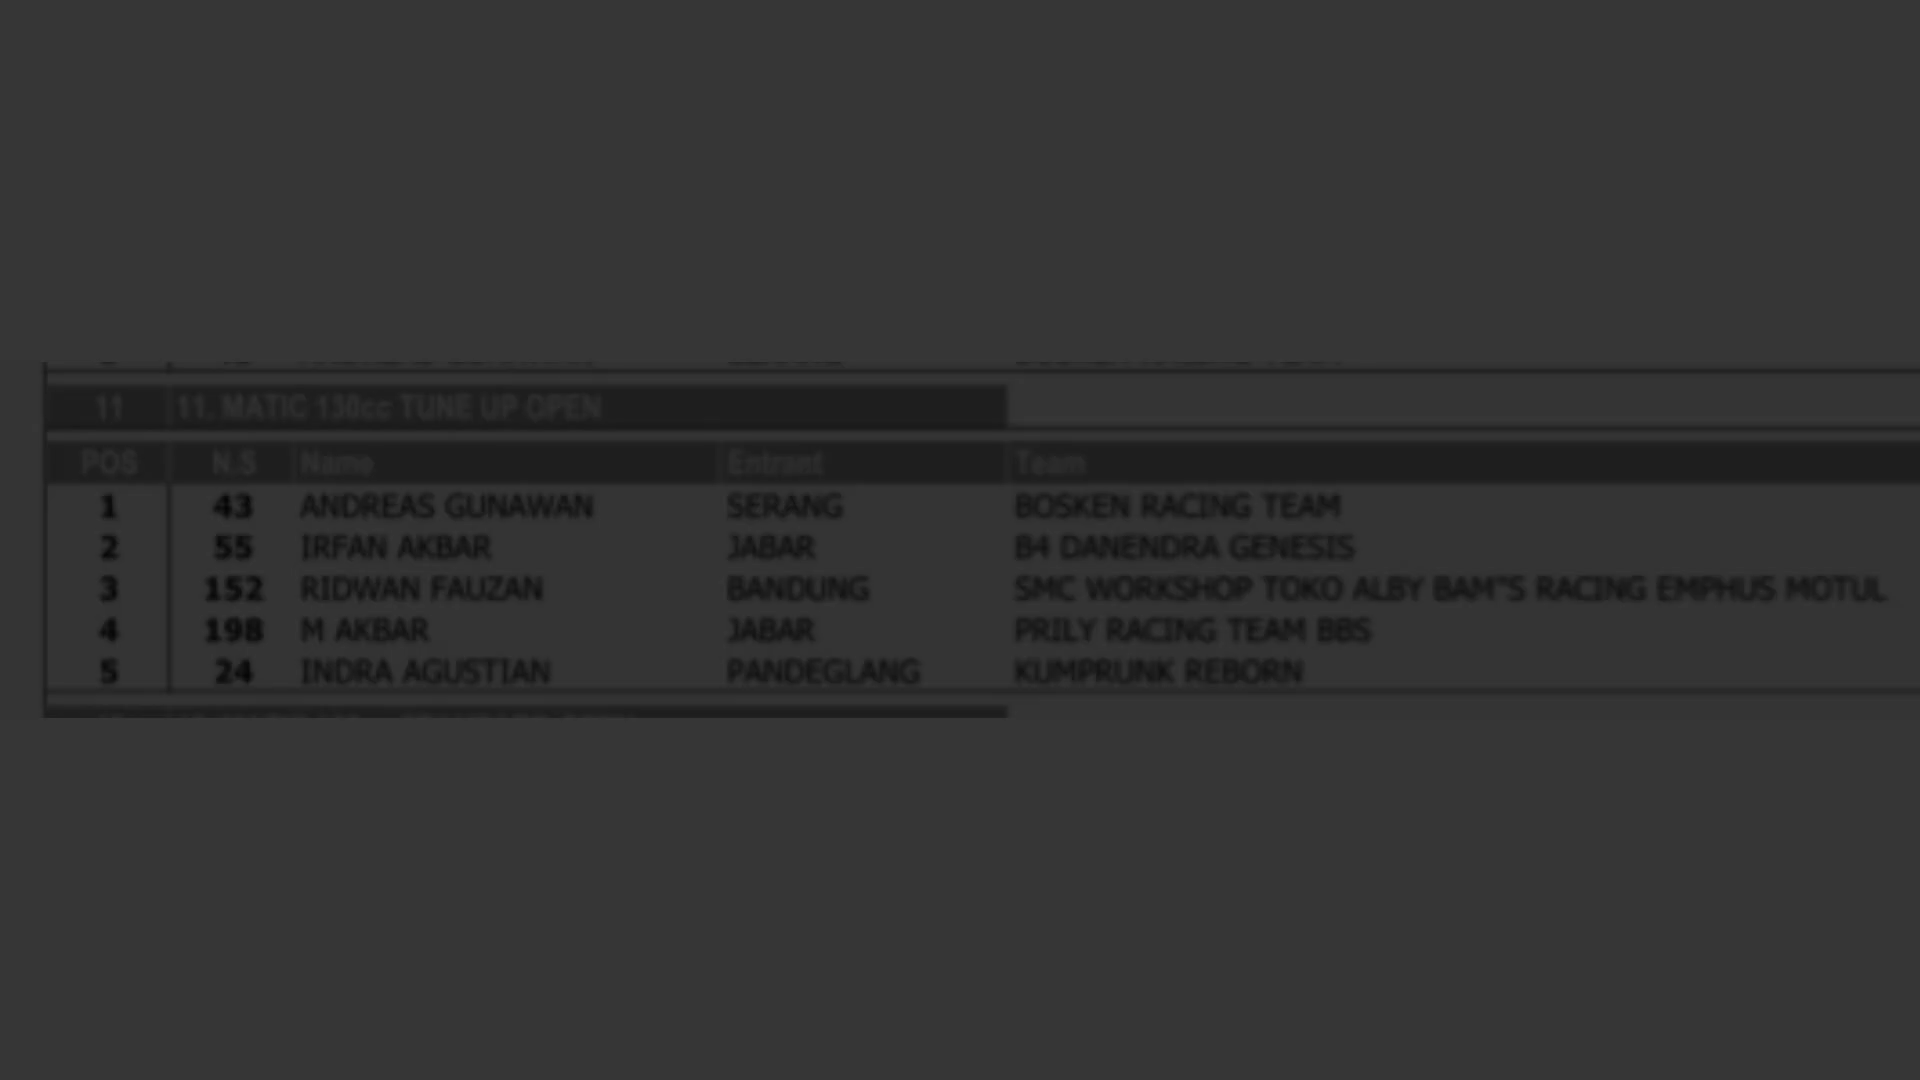 11 11. MATIC 130cc TUNE UP OPEN
POS N.S Name Entrant Team
1 43 ANDREAS GUNAWAN SERANG BOSKEN RACING TEAM
2 55 IRFAN AKBAR JABAR B4 DANENDRA GENESIS
3 152 RIDWAN FAUZAN BANDUNG SMC WORKSHOP TOKO ALBY BAM"S RACING EMPHUS MOTUL
4 198 M AKBAR JABAR PRILY RACING TEAM BBS
5 24 INDRA AGUSTIAN PANDEGLANG KUMPRUNK REBORN